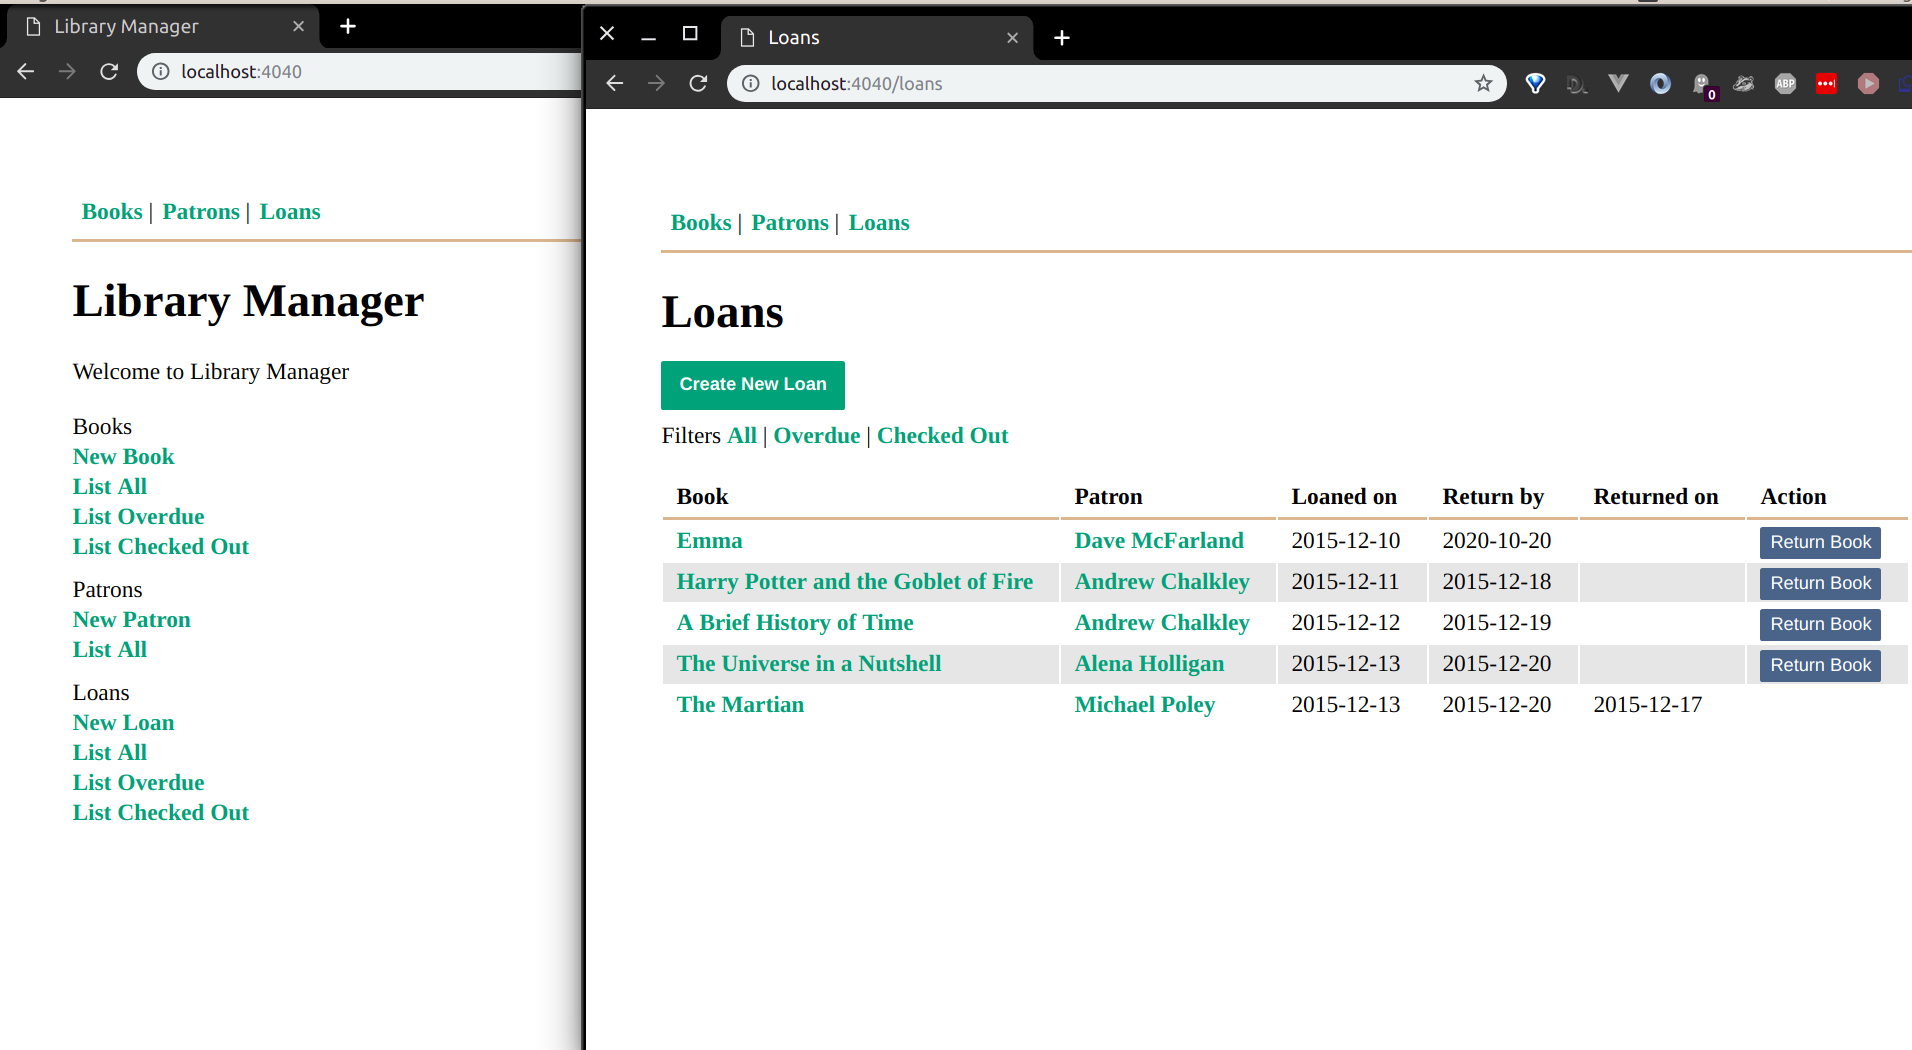 Library Manager
localhost:4040
Books | Patrons | Loans
Library Manager
Welcome to Library Manager
Books
New Book
List All
List Overdue
List Checked Out
Patrons
New Patron
List All
Loans
New Loan
List All
List Overdue
List Checked Out
Loans
localhost:4040/loans
ABP
0
Books | Patrons | Loans
Loans
Create New Loan
Filters All | Overdue | Checked Out
Book Patron Loaned on Return by Returned on Action
Emma Dave McFarland 2015-12-10 2020-10-20 Return Book
Harry Potter and the Goblet of Fire Andrew Chalkley 2015-12-11 2015-12-18 Return Book
A Brief History of Time Andrew Chalkley 2015-12-12 2015-12-19 Return Book
The Universe in a Nutshell Alena Holligan 2015-12-13 2015-12-20 Return Book
The Martian Michael Poley 2015-12-13 2015-12-20 2015-12-17